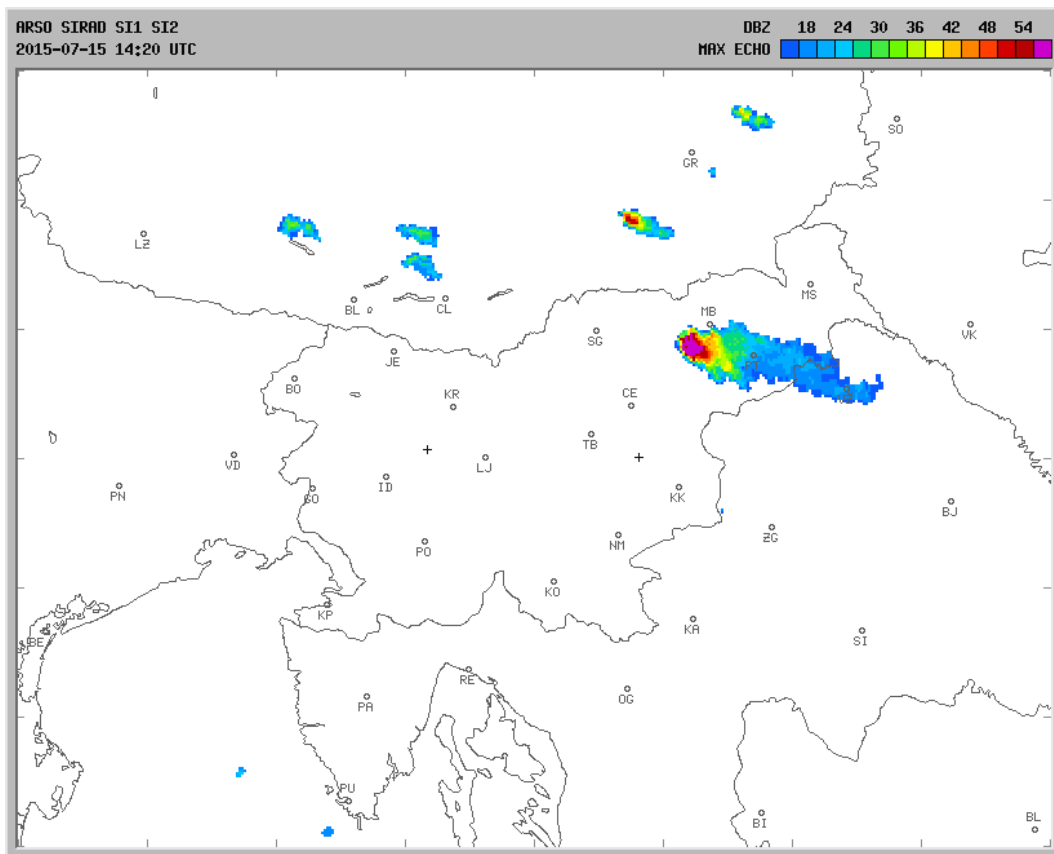 ARSO SIRAD SI1 SI2
2015-07-15 14:20 UTC
DBZ 18 24 30 36 42 48 54
MAX ECHO
SO
GR
LZ
MS
BL
CL
MB
VK
SG
JE
PT
BO
KR
CE
TB
VD
LJ
ID
PN
GO
KK
BJ
ZG
PO
NM
KO
KP
KA
BE
SI
RE
OG
PA
PU
BI
BL